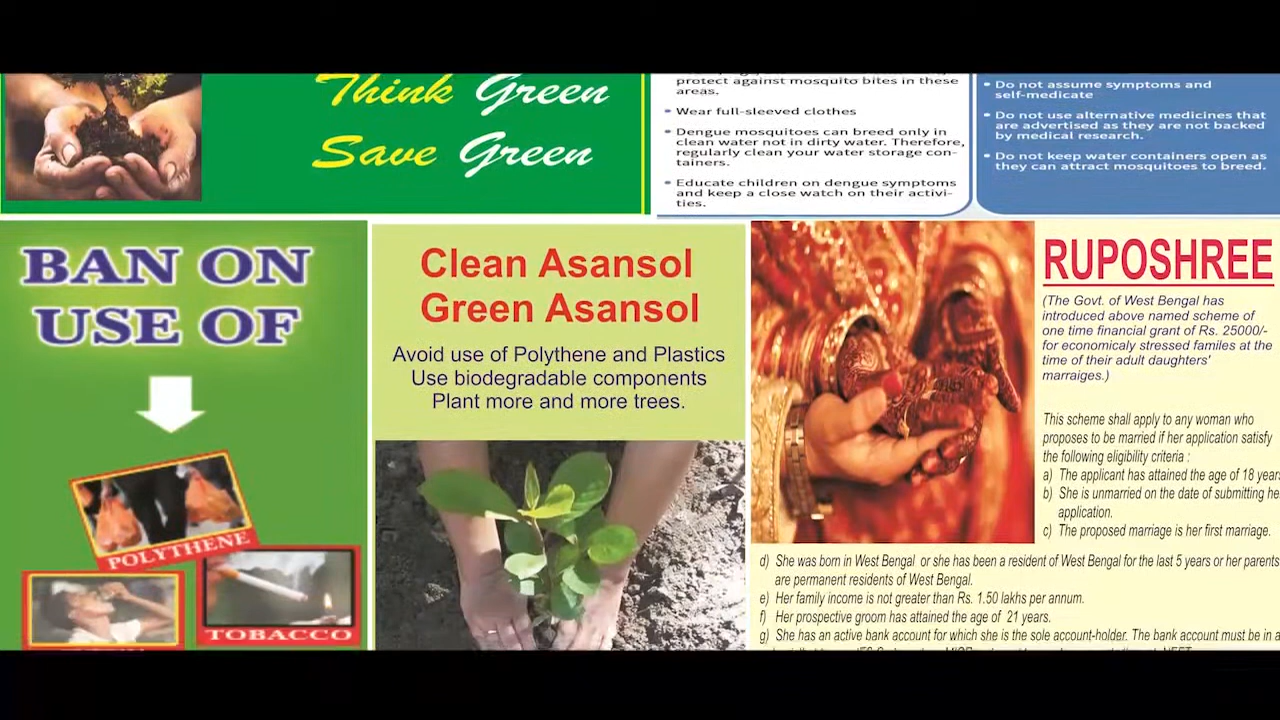 Think Green
Save Green
protect against mosquito bites in these
areas.
• Wear full-sleeved clothes
• Dengue mosquitoes can breed only in
clean water not in dirty water. Therefore,
regularly clean your water storage con-
tainers.
• Educate children on dengue symptoms
and keep a close watch on their activi-
ties.
• Do not assume symptoms and
self-medicate
• Do not use alternative medicines that
are advertised as they are not backed
by medical research.
• Do not keep water containers open as
they can attract mosquitoes to breed.
BAN ON
USE OF
POLYTHENE
TOBACCO
Clean Asansol
Green Asansol
Avoid use of Polythene and Plastics
Use biodegradable components
Plant more and more trees.
RUPOSHREE
(The Govt. of West Bengal has
introduced above named scheme of
one time financial grant of Rs. 25000/-
for economicaly stressed familes at the
time of their adult daughters'
marraiges.)
This scheme shall apply to any woman who
proposes to be married if her application satisfy
the following eligibility criteria :
a) The applicant has attained the age of 18 years
b) She is unmarried on the date of submitting he
application.
c) The proposed marriage is her first marriage.
d) She was born in West Bengal or she has been a resident of West Bengal for the last 5 years or her parents
are permanent residents of West Bengal.
e) Her family income is not greater than Rs. 1.50 lakhs per annum.
f) Her prospective groom has attained the age of 21 years.
g) She has an active bank account for which she is the sole account-holder. The bank account must be in a